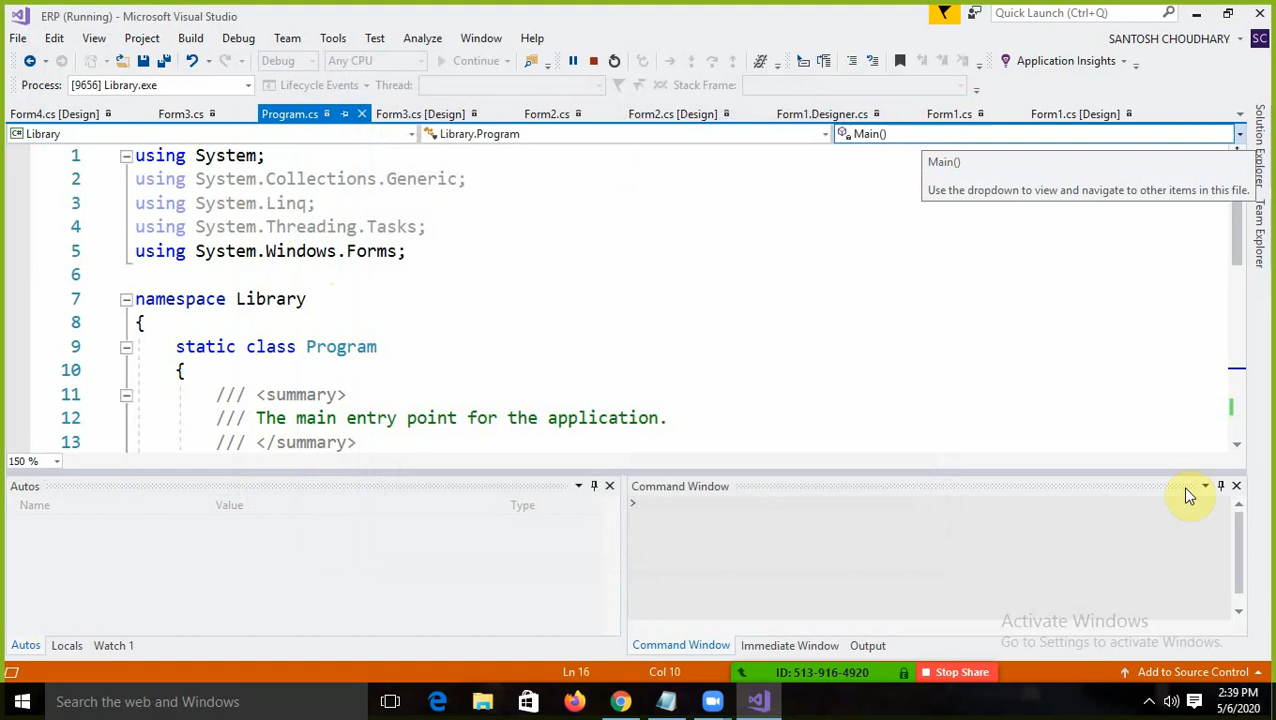 ERP (Running) - Microsoft Visual Studio
Quick Launch (Ctrl+Q)
File Edit View Project Build Debug Team Tools Test Analyze Window Help
SANTOSH CHOUDHARY SC
Debug Any CPU Continue Application Insights
Process: [9656] Library.exe Lifecycle Events Thread: Stack Frame:
Form4.cs [Design] Form3.cs Program.cs Form3.cs [Design] Form2.cs Form2.cs [Design] Form1.Designer.cs Form1.cs Form1.cs [Design]
Library Library.Program Main()
Main()
Use the dropdown to view and navigate to other items in this file.
Solution Explorer
Team Explorer
1 using System;
2 using System.Collections.Generic;
3 using System.Linq;
4 using System.Threading.Tasks;
5 using System.Windows.Forms;
6
7 namespace Library
8 {
9 static class Program
10 {
11 /// <summary>
12 /// The main entry point for the application.
13 /// </summary>
150 %
Autos
Name Value Type
Command Window
>
Autos Locals Watch 1
Command Window Immediate Window Output
Activate Windows
Go to Settings to activate Windows.
Ln 16 Col 10 ID: 513-916-4920 Stop Share Add to Source Control
Search the web and Windows
2:39 PM
5/6/2020